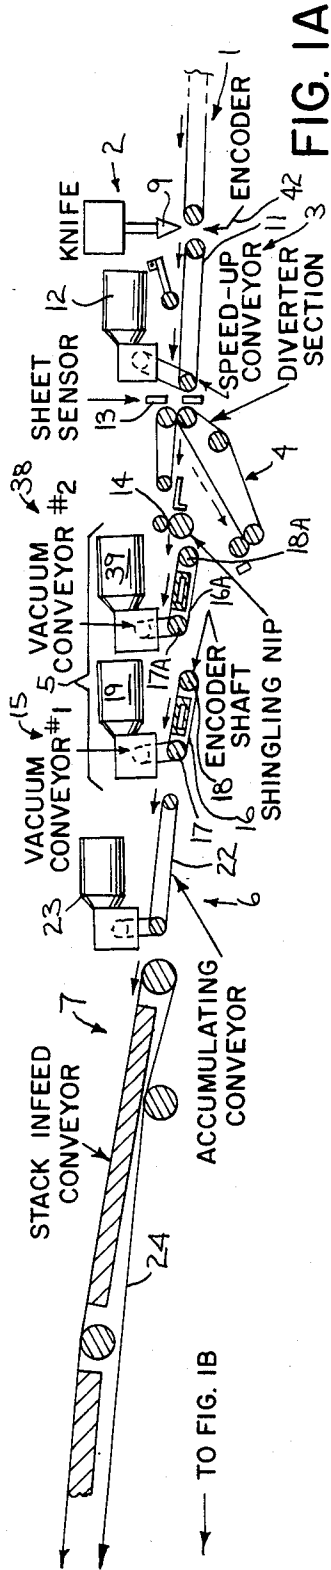 FIG. 1A
KNIFE
2
9
1
ENCODER
42
11
3
SPEED-UP
CONVEYOR
DIVERTER
SECTION
12
SHEET
SENSOR
13
4
14
38
VACUUM
CONVEYOR #2
39
18A
16A
17A
SHINGLING NIP
5
15
VACUUM
CONVEYOR #1
19
ENCODER
SHAFT
18
16
17
23
22
6
ACCUMULATING
CONVEYOR
7
STACK INFEED
CONVEYOR
24
TO FIG. 1B